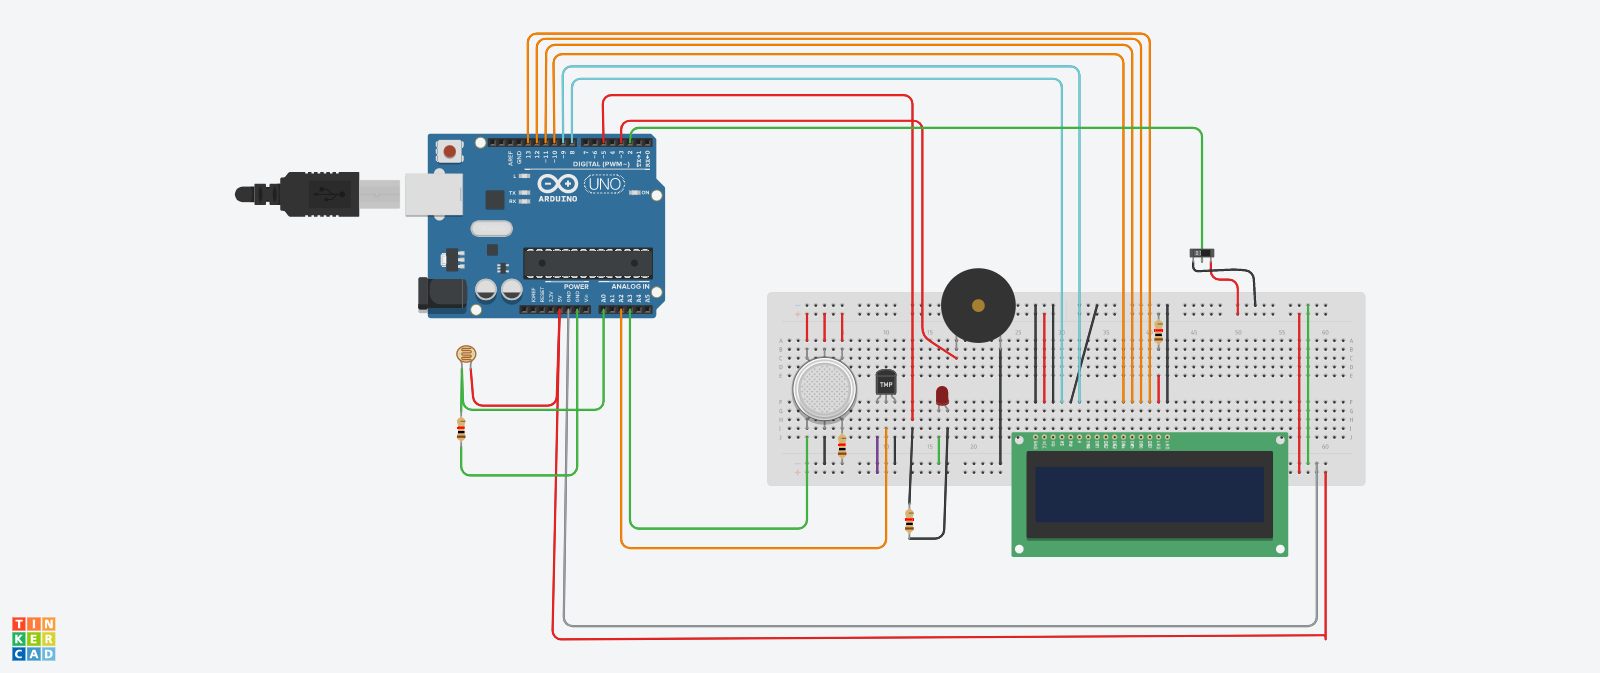 AREF
GND
13
12
~11
~10
~9
8
7
~6
~5
4
~3
2
TX→1
RX←0
DIGITAL (PWM~)
L
TX
RX
ARDUINO
UNO
ON
IOREF
RESET
3.3V
5V
GND
GND
Vin
POWER
ANALOG IN
A0
A1
A2
A3
A4
A5
10 15 25 30 35 40 45 50 55 60
A
B
C
D
E
TMP
F
G
H
I
J
15 20 60
TIN
KER
CAD